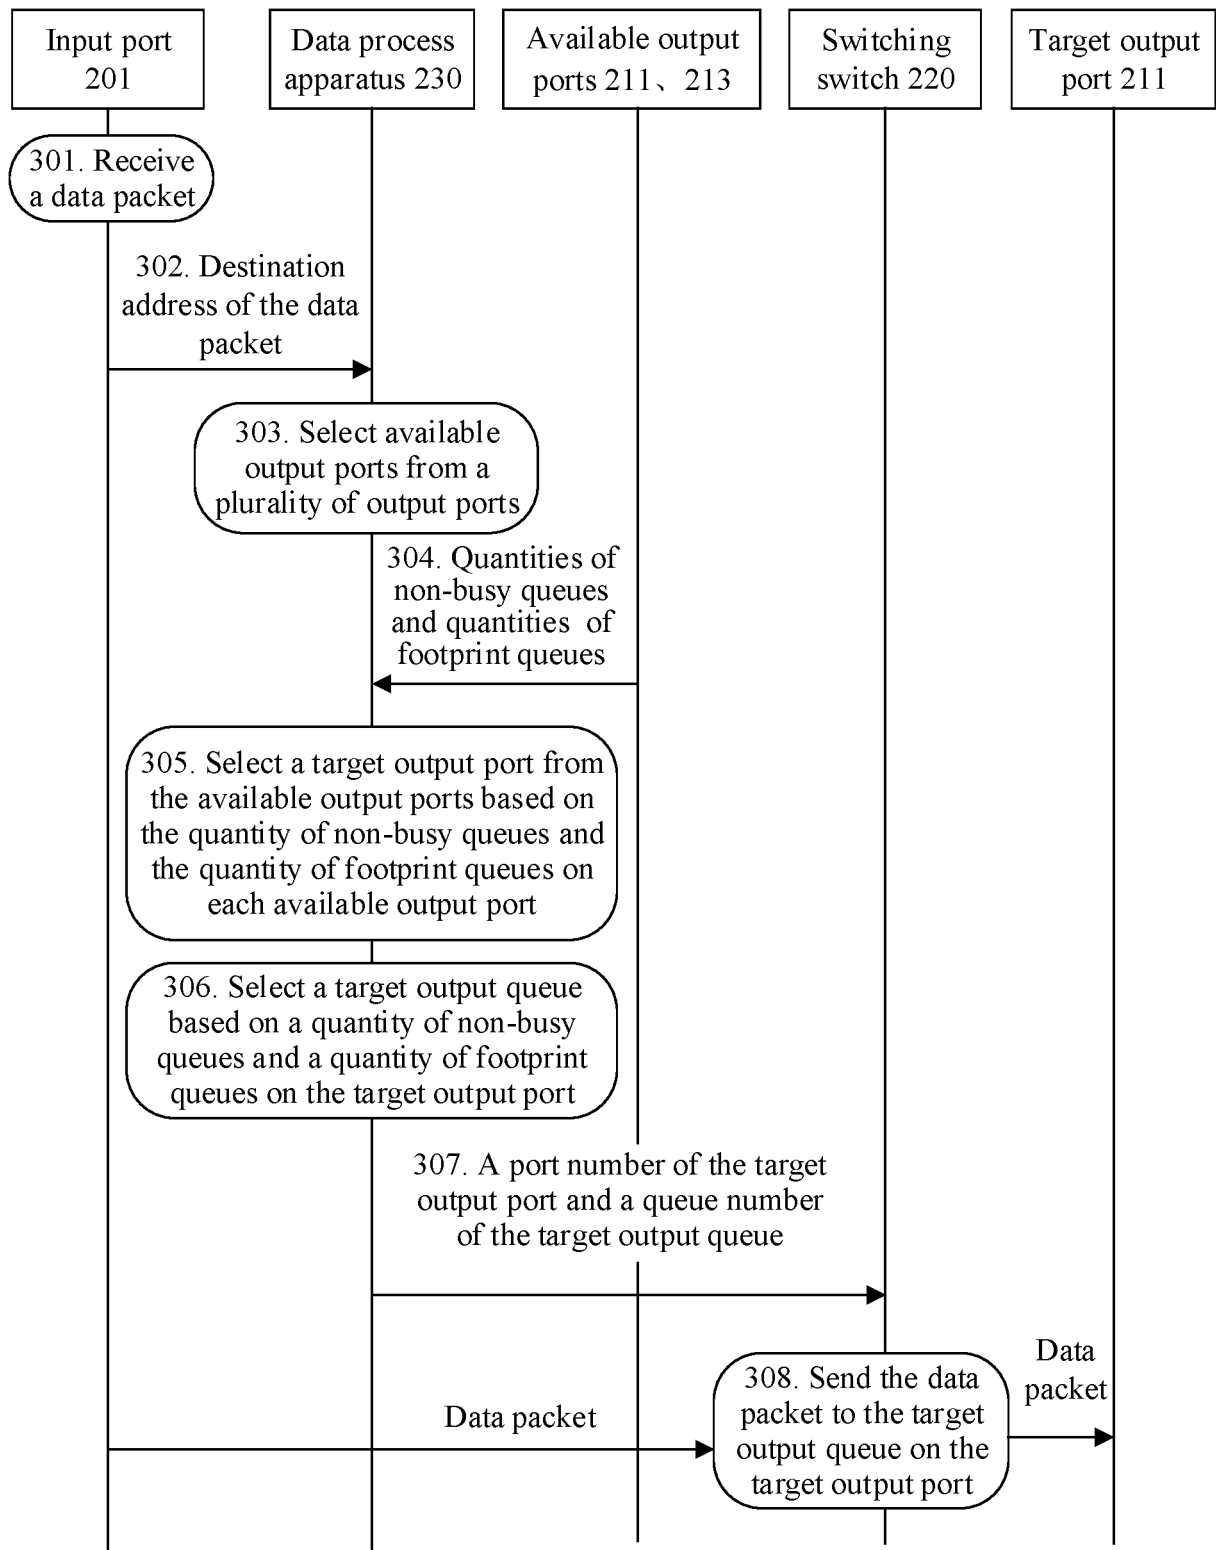 Input port
201
Data process
apparatus 230
Available output
ports 211、213
Switching
switch 220
Target output
port 211
301. Receive
a data packet
302. Destination
address of the data
packet
303. Select available
output ports from a
plurality of output ports
304. Quantities of
non-busy queues
and quantities of
footprint queues
305. Select a target output port from
the available output ports based on
the quantity of non-busy queues and
the quantity of footprint queues on
each available output port
306. Select a target output queue
based on a quantity of non-busy
queues and a quantity of footprint
queues on the target output port
307. A port number of the target
output port and a queue number
of the target output queue
Data packet
308. Send the data
packet to the target
output queue on the
target output port
Data
packet